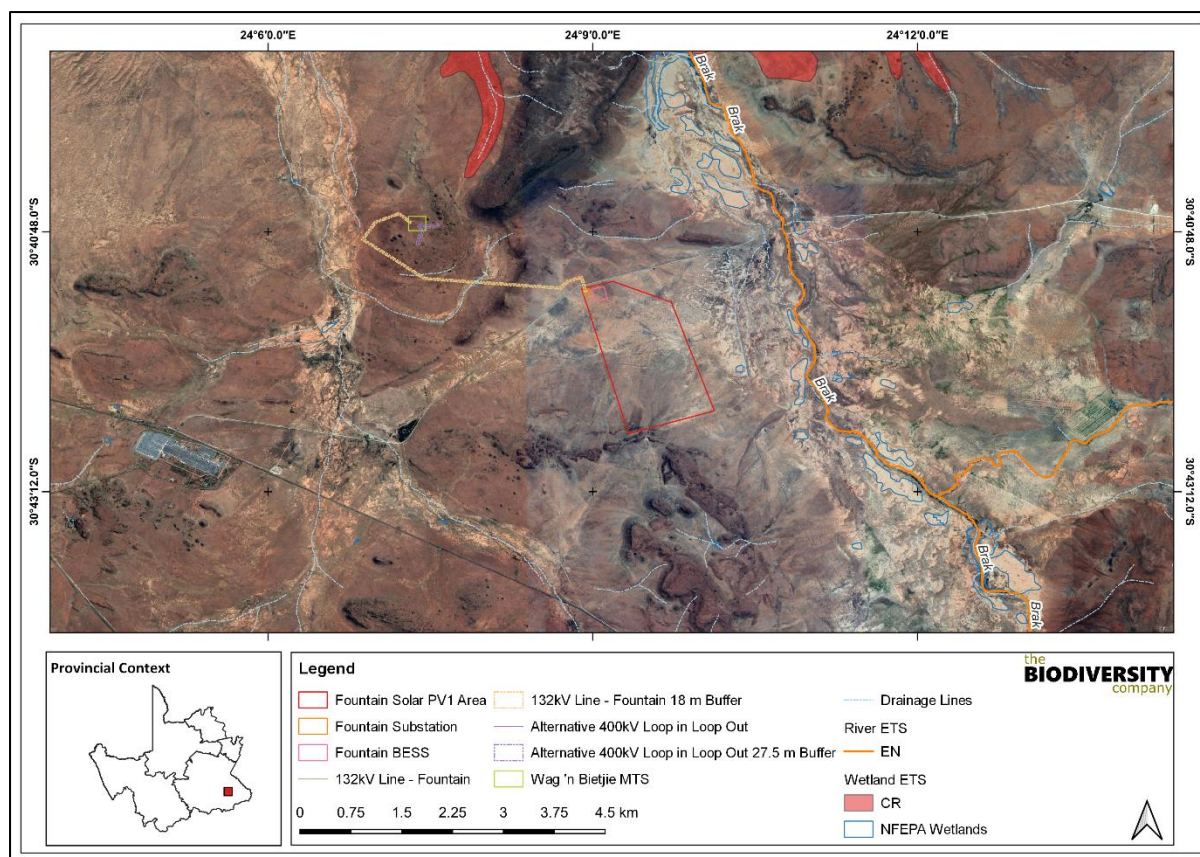 24°6'0.0"E
24°9'0.0"E
24°12'0.0"E
30°40'48.0"S
30°40'48.0"S
30°43'12.0"S
30°43'12.0"S
Brak
Brak
Brak
Brak
Brak
Provincial Context
Legend
Fountain Solar PV1 Area
Fountain Substation
Fountain BESS
132kV Line - Fountain
132kV Line - Fountain 18 m Buffer
Alternative 400kV Loop in Loop Out
Alternative 400kV Loop in Loop Out 27.5 m Buffer
Wag 'n Bietjie MTS
Drainage Lines
River ETS
EN
Wetland ETS
CR
NFEPA Wetlands
0 0.75 1.5 2.25 3 3.75 4.5 km
the
BIODIVERSITY
company